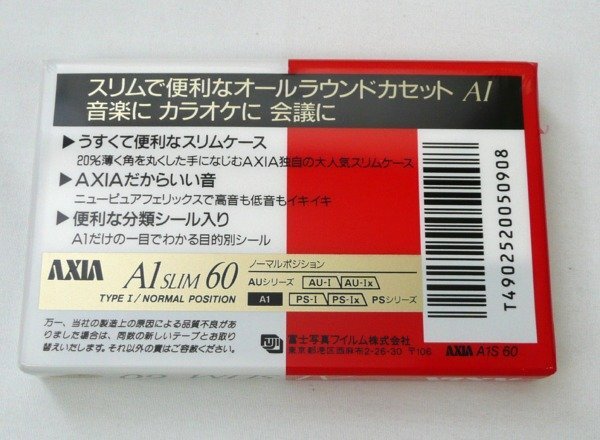 スリムで便利なオールラウンドカセット A1
音楽に カラオケに 会議に
▶うすくて便利なスリムケース
20%薄く角を丸くした手になじむAXIA独自の大人気スリムケース
▶AXIAだからいい音
ニューピュアフェリックスで高音も低音もイキイキ
▶便利な分類シール入り
A1だけの一目でわかる目的別シール
AXIA A1 SLIM 60
TYPE I / NORMAL POSITION
ノーマルポジション
AUシリーズ AU-I AU-Ix
A1 PS-I PS-Ix PSシリーズ
万一、当社の製造上の原因による品質不良があ
りました場合は、同数の新しいテープとお取り
替えいたします。それ以外の責はご容赦ください。
FUJI 富士写真フイルム株式会社
東京都港区西麻布2-26-30 〒106
AXIA A1S 60
T4902520050908